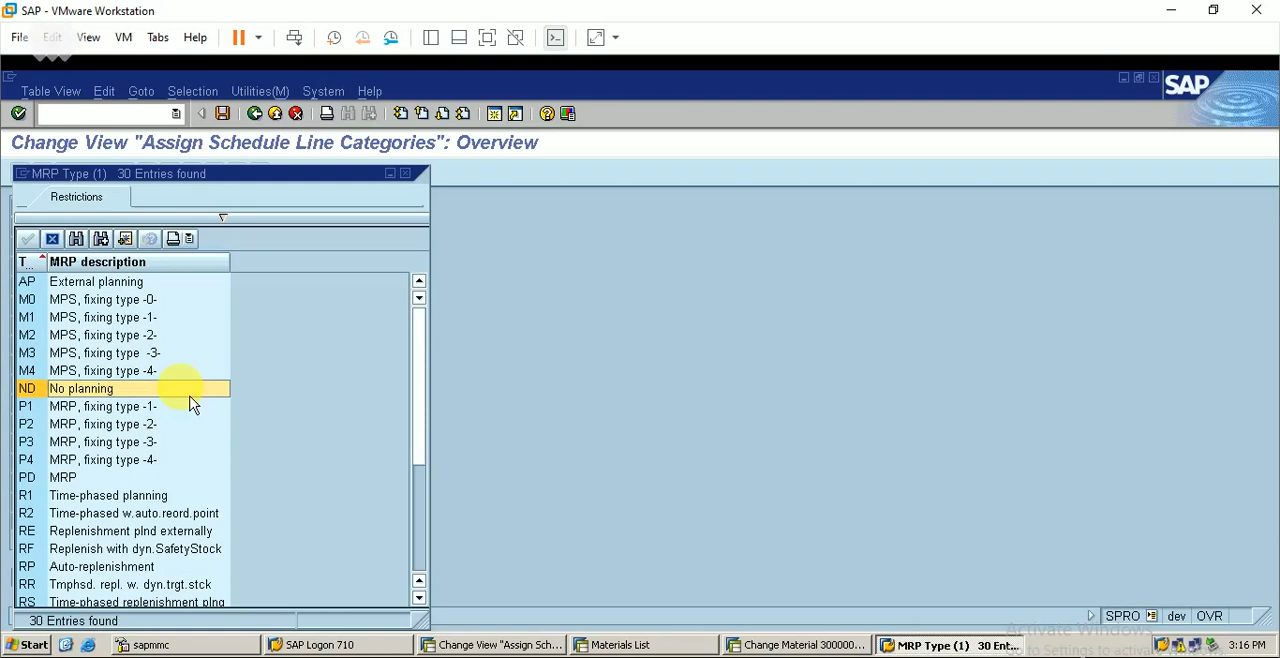 SAP - VMware Workstation
File Edit View VM Tabs Help
Table View Edit Goto Selection Utilities(M) System Help
SAP
Change View "Assign Schedule Line Categories": Overview
MRP Type (1) 30 Entries found
Restrictions
T... MRP description
AP External planning
M0 MPS, fixing type -0-
M1 MPS, fixing type -1-
M2 MPS, fixing type -2-
M3 MPS, fixing type -3-
M4 MPS, fixing type -4-
ND No planning
P1 MRP, fixing type -1-
P2 MRP, fixing type -2-
P3 MRP, fixing type -3-
P4 MRP, fixing type -4-
PD MRP
R1 Time-phased planning
R2 Time-phased w.auto.reord.point
RE Replenishment plnd externally
RF Replenish with dyn.SafetyStock
RP Auto-replenishment
RR Tmphsd. repl. w. dyn.trgt.stck
RS Time-phased replenishment plng
30 Entries found
SPRO dev OVR
Activate Windows
Go to Settings to activate
Start sapmmc SAP Logon 710 Change View "Assign Sch... Materials List Change Material 300000... MRP Type (1) 30 Ent... 3:16 PM